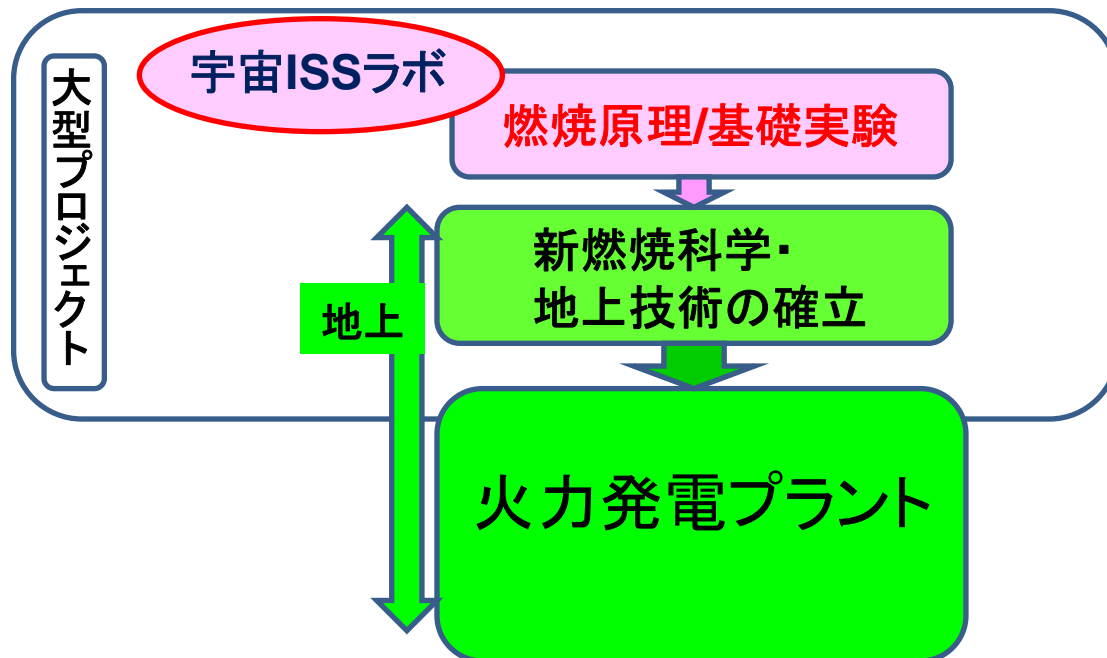 大型プロジェクト
宇宙ISSラボ
燃焼原理/基礎実験
新燃焼科学・
地上技術の確立
地上
火力発電プラント